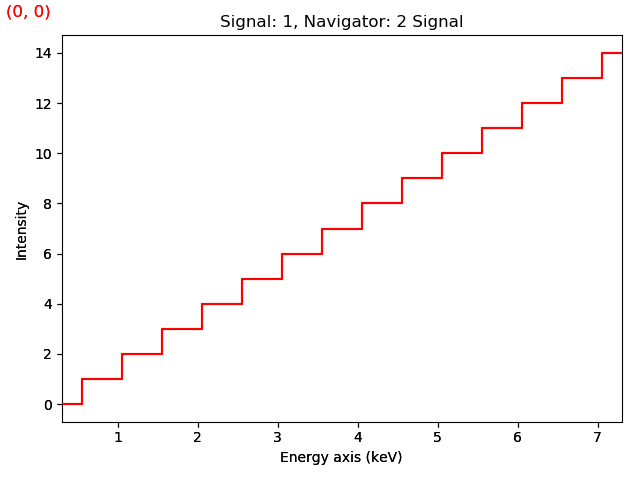 (0, 0)
Signal: 1, Navigator: 2 Signal
14
12
10
8
6
4
2
0
Intensity
1 2 3 4 5 6 7
Energy axis (keV)